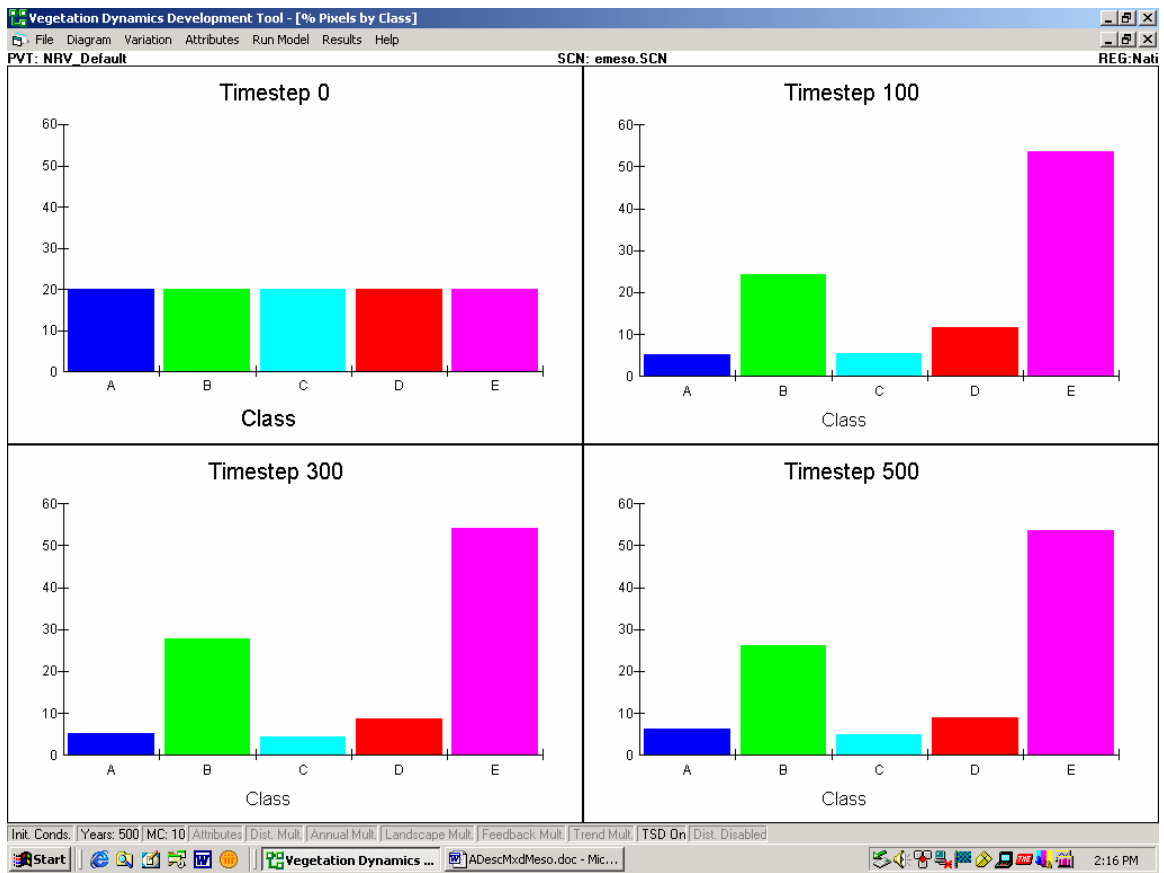 Vegetation Dynamics Development Tool - [% Pixels by Class]
File Diagram Variation Attributes Run Model Results Help
PVT: NRV_Default SCN: emeso.SCN REG:Nati
Timestep 0
60
50
40
30
20
10
0
A B C D E
Class
Timestep 100
60
50
40
30
20
10
0
A B C D E
Class
Timestep 300
60
50
40
30
20
10
0
A B C D E
Class
Timestep 500
60
50
40
30
20
10
0
A B C D E
Class
Init. Conds. Years: 500 MC: 10 Attributes Dist. Mult. Annual Mult. Landscape Mult. Feedback Mult. Trend Mult. TSD On Dist. Disabled
Start Vegetation Dynamics ... ADescMxdMeso.doc - Mic... 2:16 PM